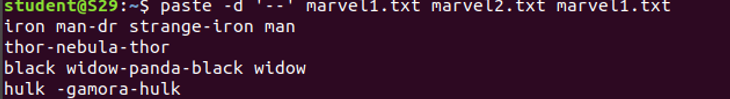 student@S29:~$ paste -d '--' marvel1.txt marvel2.txt marvel1.txt
iron man-dr strange-iron man
thor-nebula-thor
black widow-panda-black widow
hulk -gamora-hulk